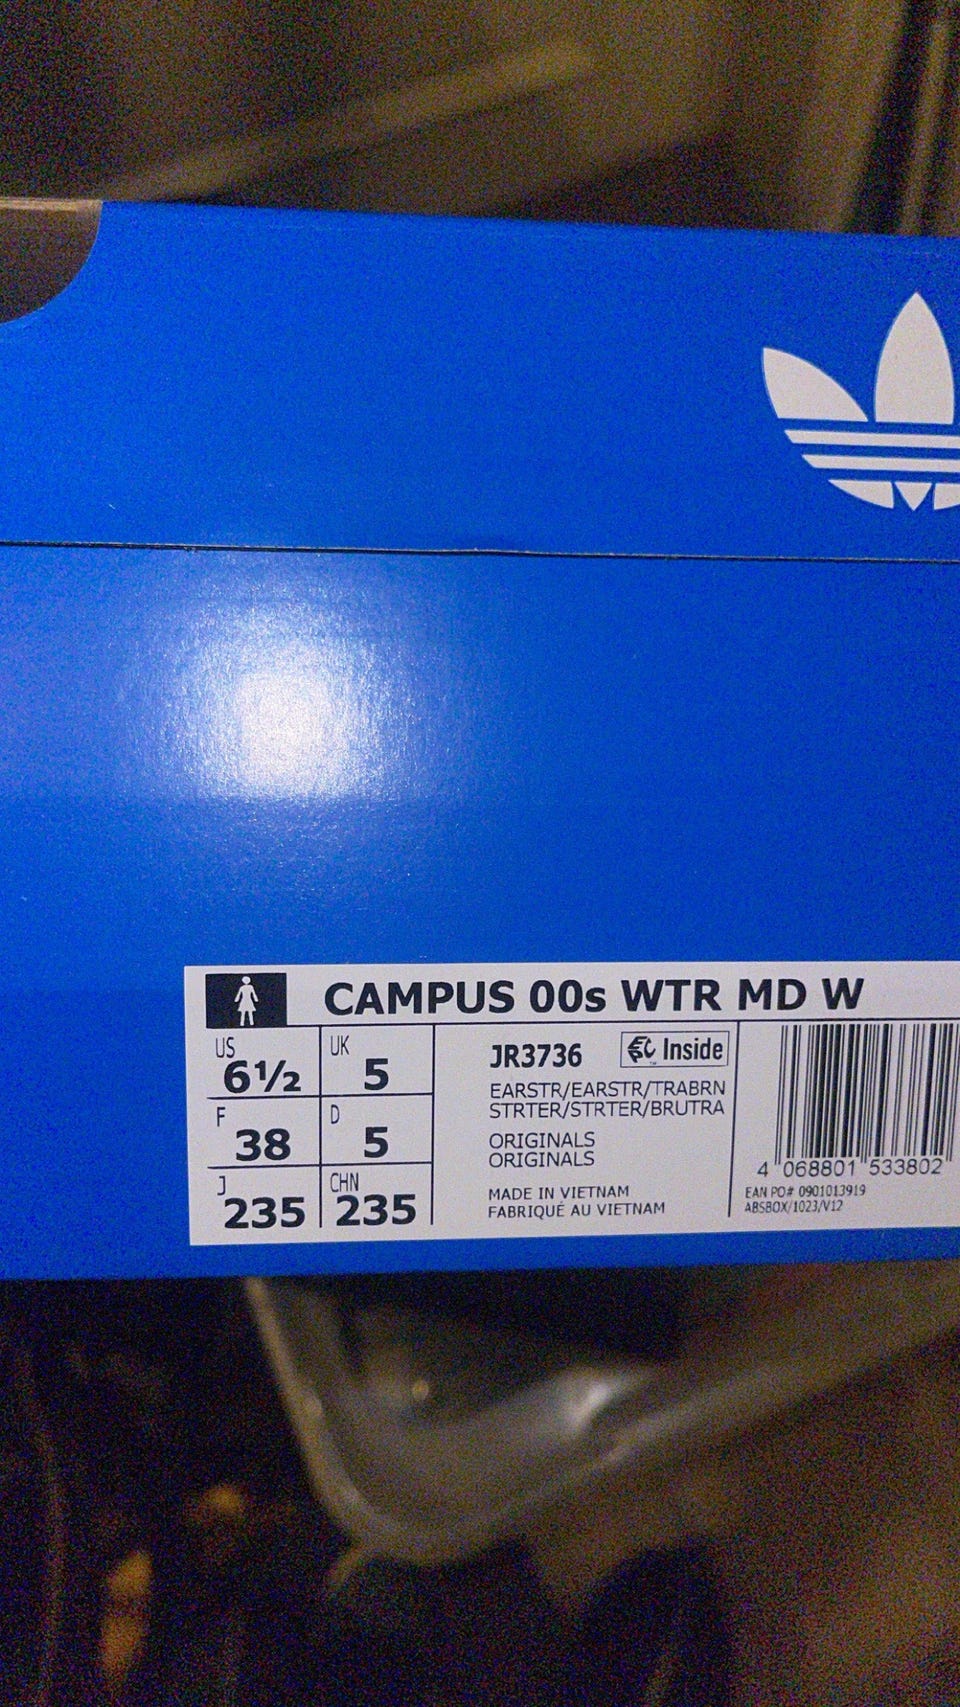 CAMPUS 00s WTR MD W
US
6½
UK
5
F
38
D
5
J
235
CHN
235
JR3736
Inside
EARSTR/EARSTR/TRABRN
STRTER/STRTER/BRUTRA
ORIGINALS
ORIGINALS
MADE IN VIETNAM
FABRIQUÉ AU VIETNAM
4 068801 533802
EAN PO# 0901013919
ABSBOX/1023/V12